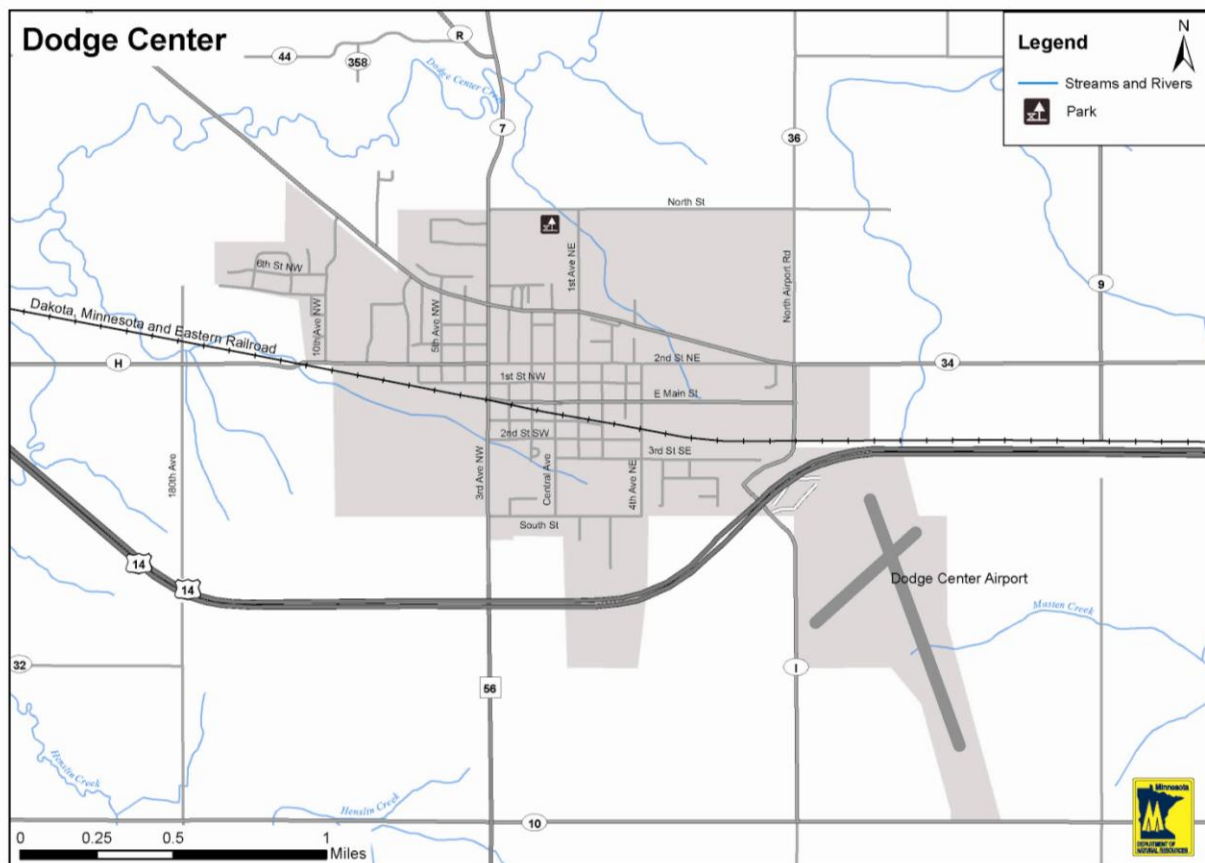 Dodge Center
44
358
R
Dodge Center Creek
7
36
Legend
N
Streams and Rivers
Park
North St
1st Ave NE
North Airport Rd
9
6th St NW
10th Ave NW
5th Ave NW
Dakota, Minnesota and Eastern Railroad
H
2nd St NE
34
1st St NW
E Main St
2nd St SW
3rd St SE
180th Ave
3rd Ave NW
Central Ave
4th Ave NE
South St
14
14
Dodge Center Airport
Masten Creek
32
56
I
Henslin Creek
Henslin Creek
10
0 0.25 0.5 1
Miles
Minnesota
DEPARTMENT OF
NATURAL RESOURCES